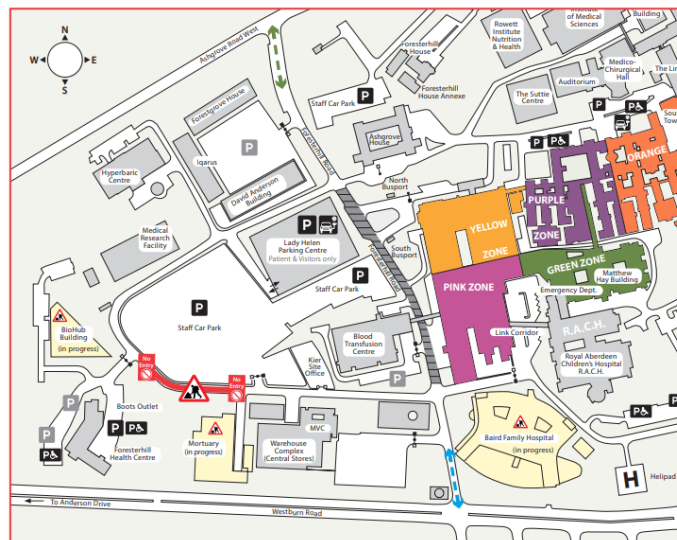 N
W
E
S
Ashgrove Road West
Foresterhill
House
Foresterhill
House Annexe
Rowett
Institute
Nutrition
& Health
of Medical
Sciences
Building
Medico-
Chirurgical
Hall
Auditorium
The Suttie
Centre
P
Staff Car Park
P
P
Forestgrove House
Foresterhill Road
Ashgrove
House
P
Iqarus
P
P
ORANGE
Hyperbaric
Centre
David Anderson
Building
North
Busport
PURPLE
ZONE
YELLOW
ZONE
P
Lady Helen
Parking Centre
Patient & Visitors only
Medical
Research
Facility
South
Busport
Foresterhill Road
GREEN ZONE
Matthew
Hay Building
P
Staff Car Park
PINK ZONE
Emergency Dept.
P
Staff Car Park
BioHub
Building
(in progress)
Blood
Transfusion
Centre
Link Corridor
R.A.C.H.
Royal Aberdeen
Children's Hospital
R.A.C.H.
Kier
Site
Office
No
Entry
No
Entry
P
P
Boots Outlet
P
P
P
P
P
P
Foresterhill
Health Centre
Mortuary
(in progress)
MVC
Warehouse
Complex
(Central Stores)
Baird Family Hospital
(in progress)
H
Helipad
To Anderson Drive
Westburn Road